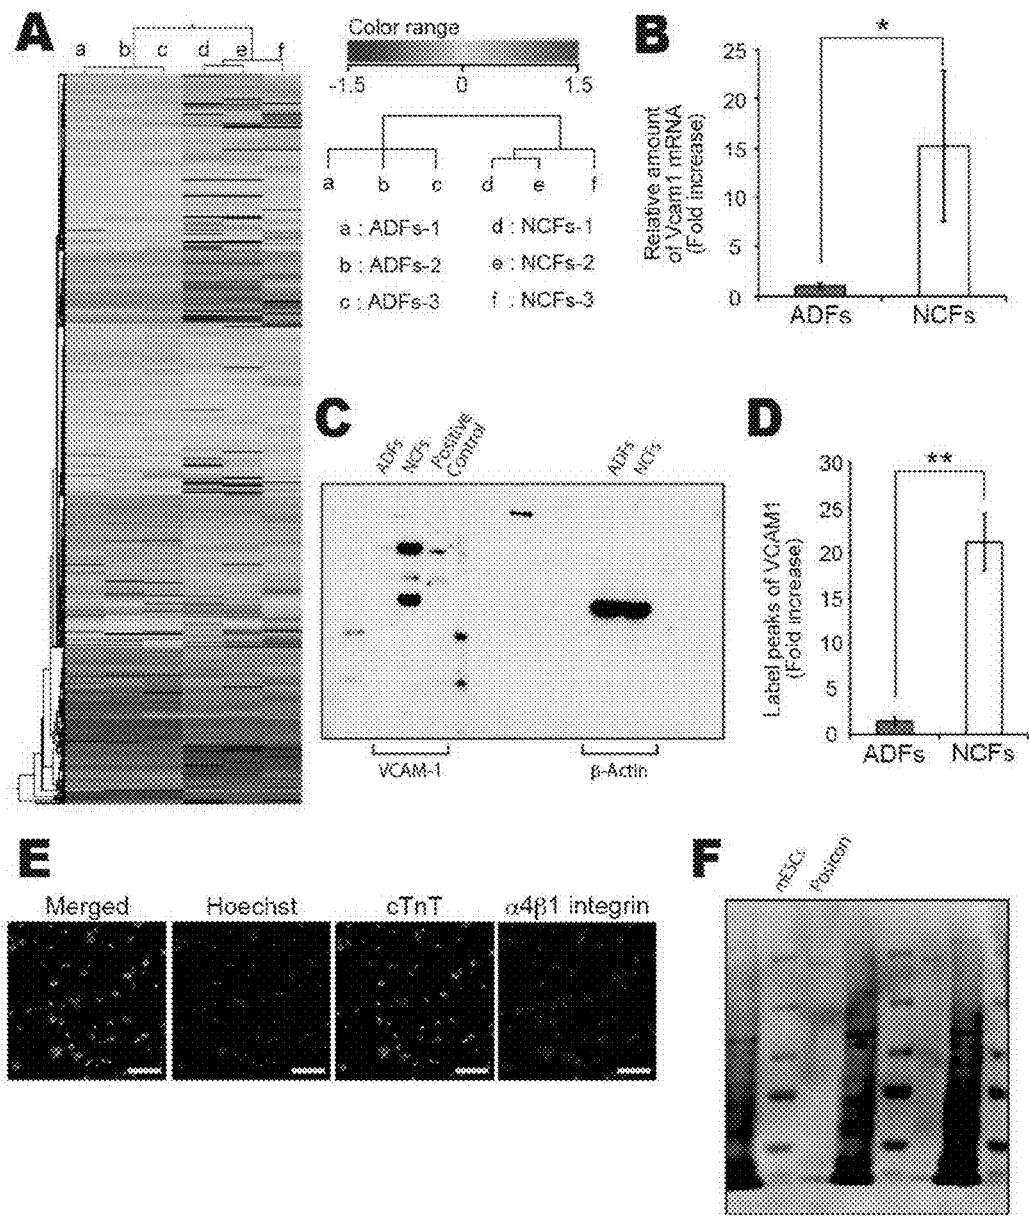 A
a b c d e f
Color range
-1.5 0 1.5
a b c d e f
a : ADFs-1 d : NCFs-1
b : ADFs-2 e : NCFs-2
c : ADFs-3 f : NCFs-3
B
Relative amount
of Vcam1 mRNA
(Fold increase)
25
20
15
10
5
0
*
ADFs NCFs
C
ADFs
NCFs
Positive
Control
ADFs
NCFs
VCAM-1 β-Actin
D
Label peaks of VCAM1
(Fold increase)
30
25
20
15
10
5
0
**
ADFs NCFs
E
Merged Hoechst cTnT α4β1 integrin
F
mESCs
Posicon